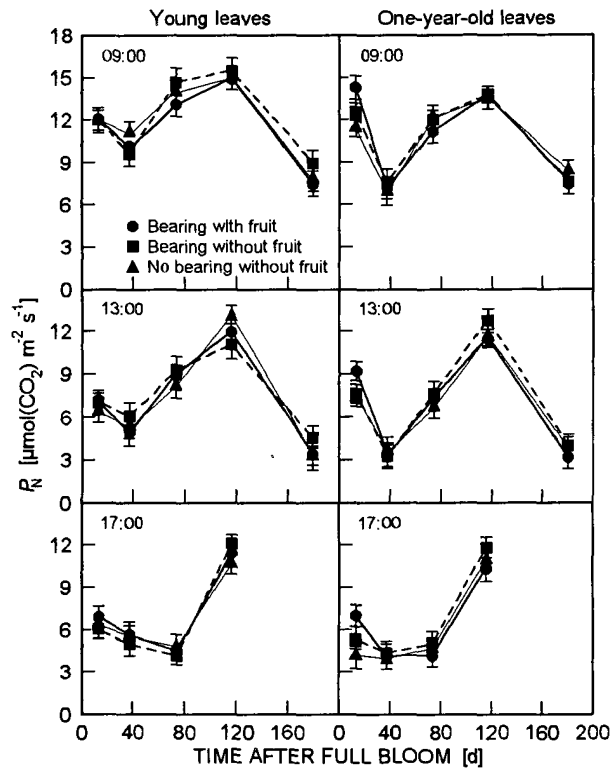 Young leaves
One-year-old leaves
18
15
12
9
6
3
0
09:00
09:00
Bearing with fruit
Bearing without fruit
No bearing without fruit
12
9
6
3
0
13:00
13:00
12
9
6
3
0
17:00
17:00
P_N [µmol(CO₂) m⁻² s⁻¹]
0 40 80 120 160 0 40 80 120 160 200
TIME AFTER FULL BLOOM [d]